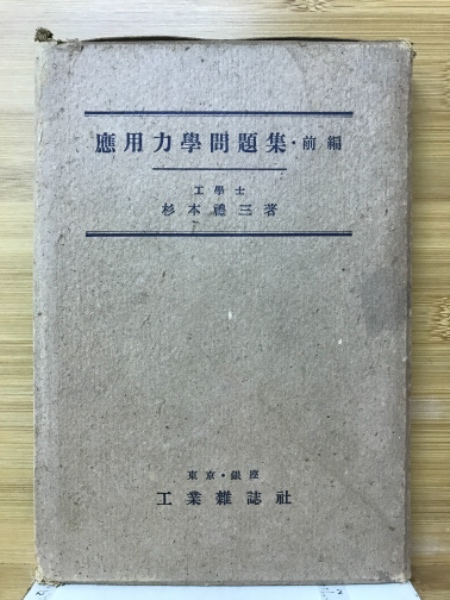 應用力學問題集・前編
工學士
杉本禮三著
東京・銀座
工業雜誌社